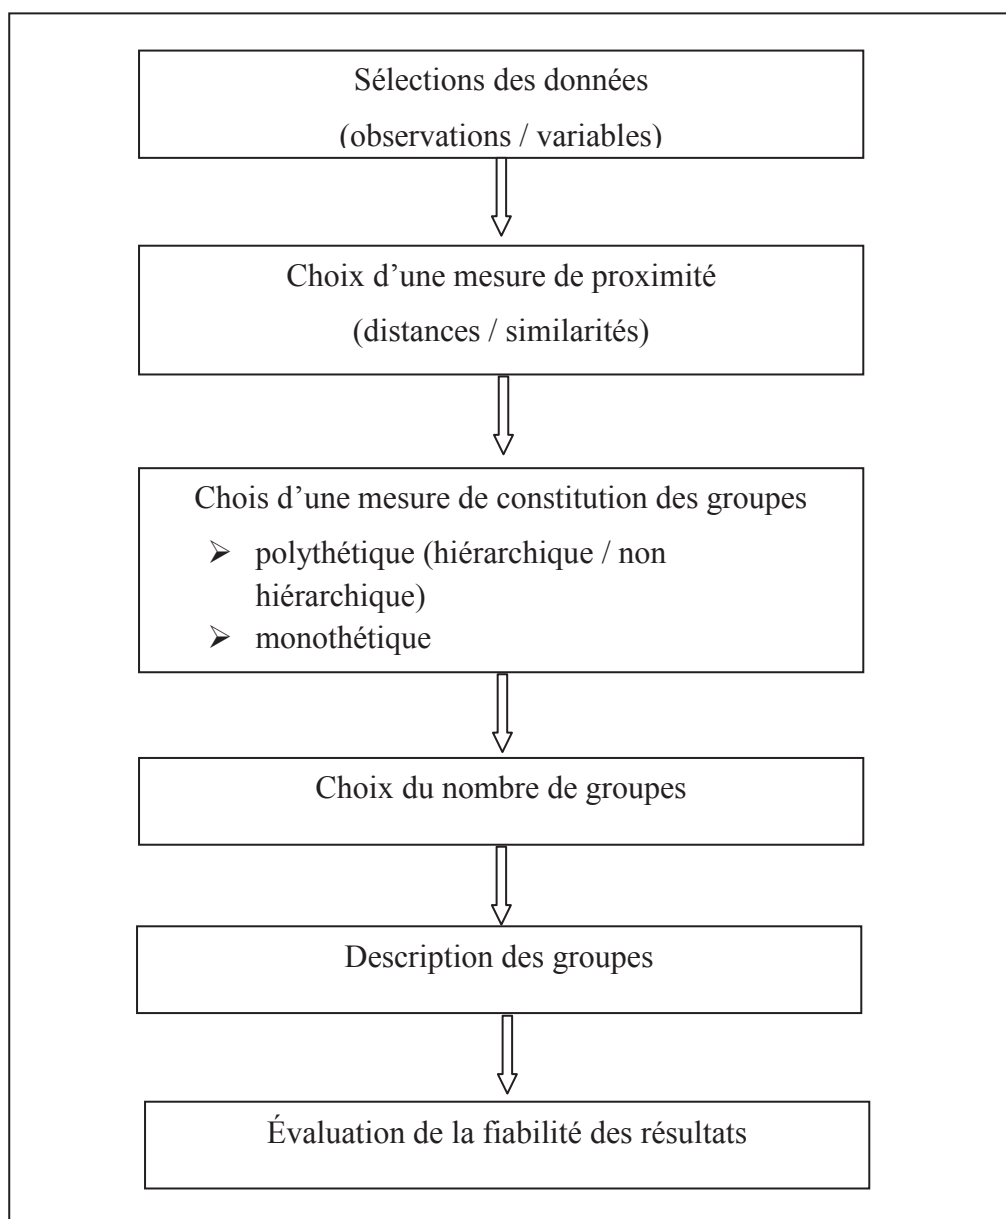 Sélections des données
(observations / variables)
Choix d’une mesure de proximité
(distances / similarités)
Chois d’une mesure de constitution des groupes
➢ polythétique (hiérarchique / non
hiérarchique)
➢ monothétique
Choix du nombre de groupes
Description des groupes
Évaluation de la fiabilité des résultats